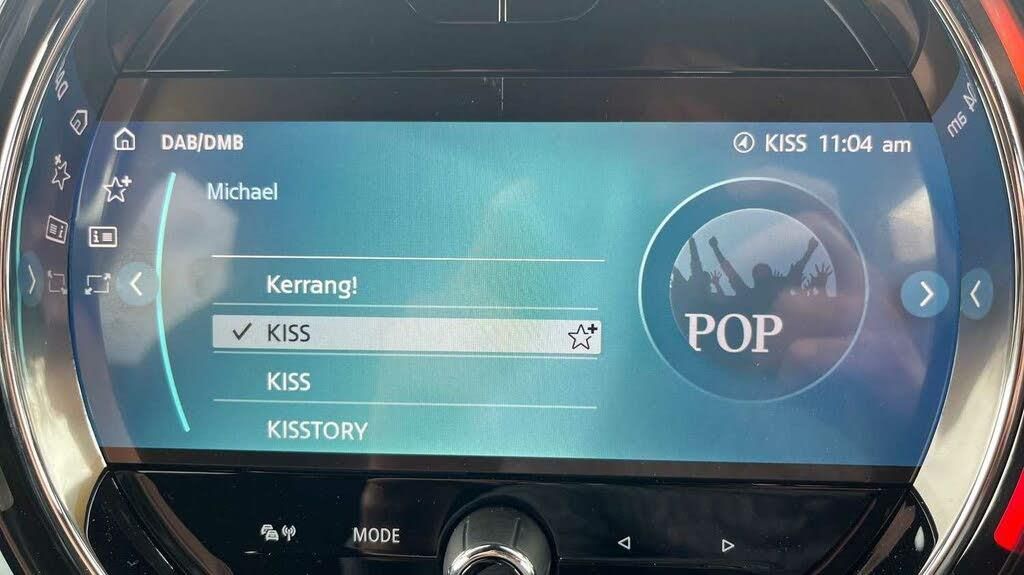 DAB/DMB
KISS 11:04 am
Michael
Kerrang!
KISS
KISS
KISSTORY
POP
MODE